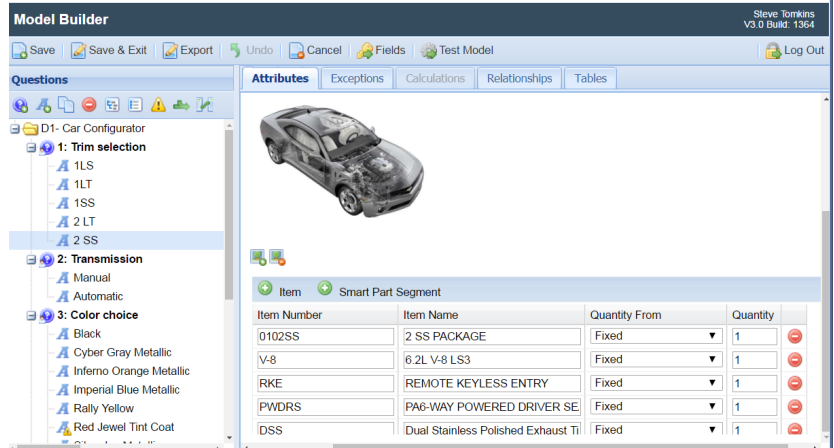 Model Builder
Steve Tomkins
V3.0 Build: 1364
Save Save & Exit Export Undo Cancel Fields Test Model Log Out
Questions
Attributes Exceptions Calculations Relationships Tables
D1- Car Configurator
1: Trim selection
1LS
1LT
1SS
2 LT
2 SS
2: Transmission
Manual
Automatic
3: Color choice
Black
Cyber Gray Metallic
Inferno Orange Metallic
Imperial Blue Metallic
Rally Yellow
Red Jewel Tint Coat
Item Smart Part Segment
Item Number Item Name Quantity From Quantity
0102SS 2 SS PACKAGE Fixed 1
V-8 6.2L V-8 LS3 Fixed 1
RKE REMOTE KEYLESS ENTRY Fixed 1
PWDRS PA6-WAY POWERED DRIVER SE Fixed 1
DSS Dual Stainless Polished Exhaust Ti Fixed 1